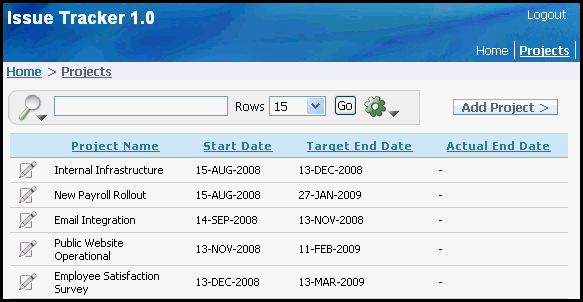 Issue Tracker 1.0
Logout
Home | Projects
Home > Projects
Rows 15 Go Add Project >
Project Name Start Date Target End Date Actual End Date
Internal Infrastructure 15-AUG-2008 13-DEC-2008 -
New Payroll Rollout 15-AUG-2008 27-JAN-2009 -
Email Integration 14-SEP-2008 13-NOV-2008 -
Public Website
Operational 13-NOV-2008 11-FEB-2009 -
Employee Satisfaction
Survey 13-DEC-2008 13-MAR-2009 -